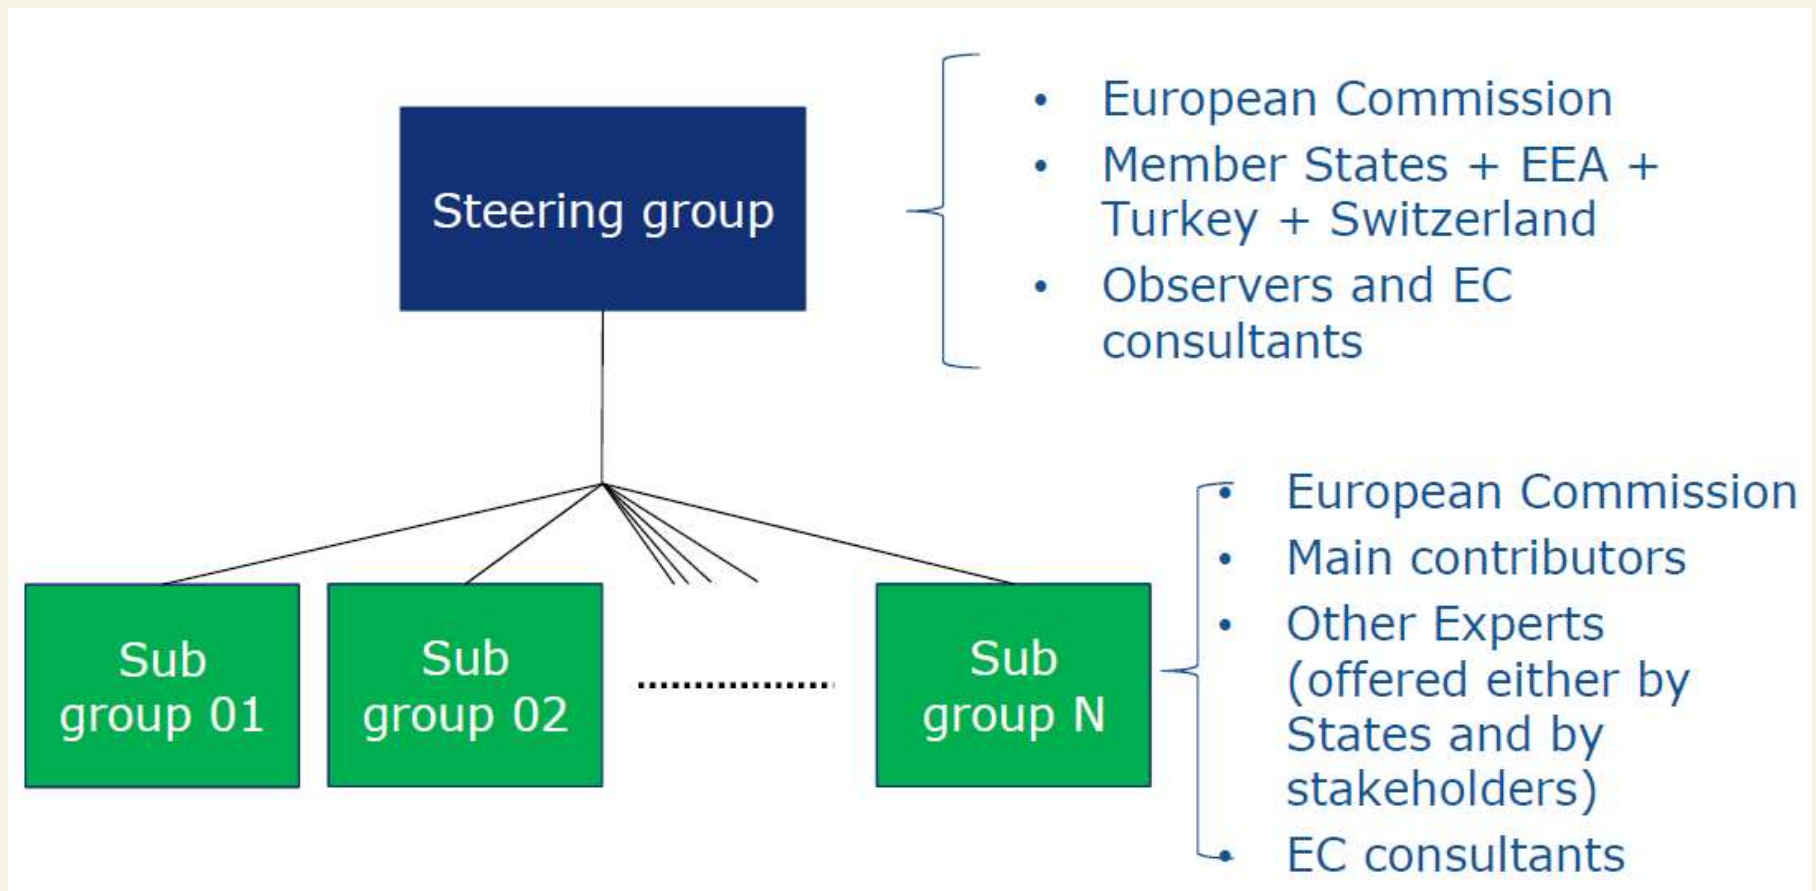 Steering group
• European Commission
• Member States + EEA +
Turkey + Switzerland
• Observers and EC
consultants
Sub
group 01
Sub
group 02
Sub
group N
• European Commission
• Main contributors
• Other Experts
(offered either by
States and by
stakeholders)
• EC consultants